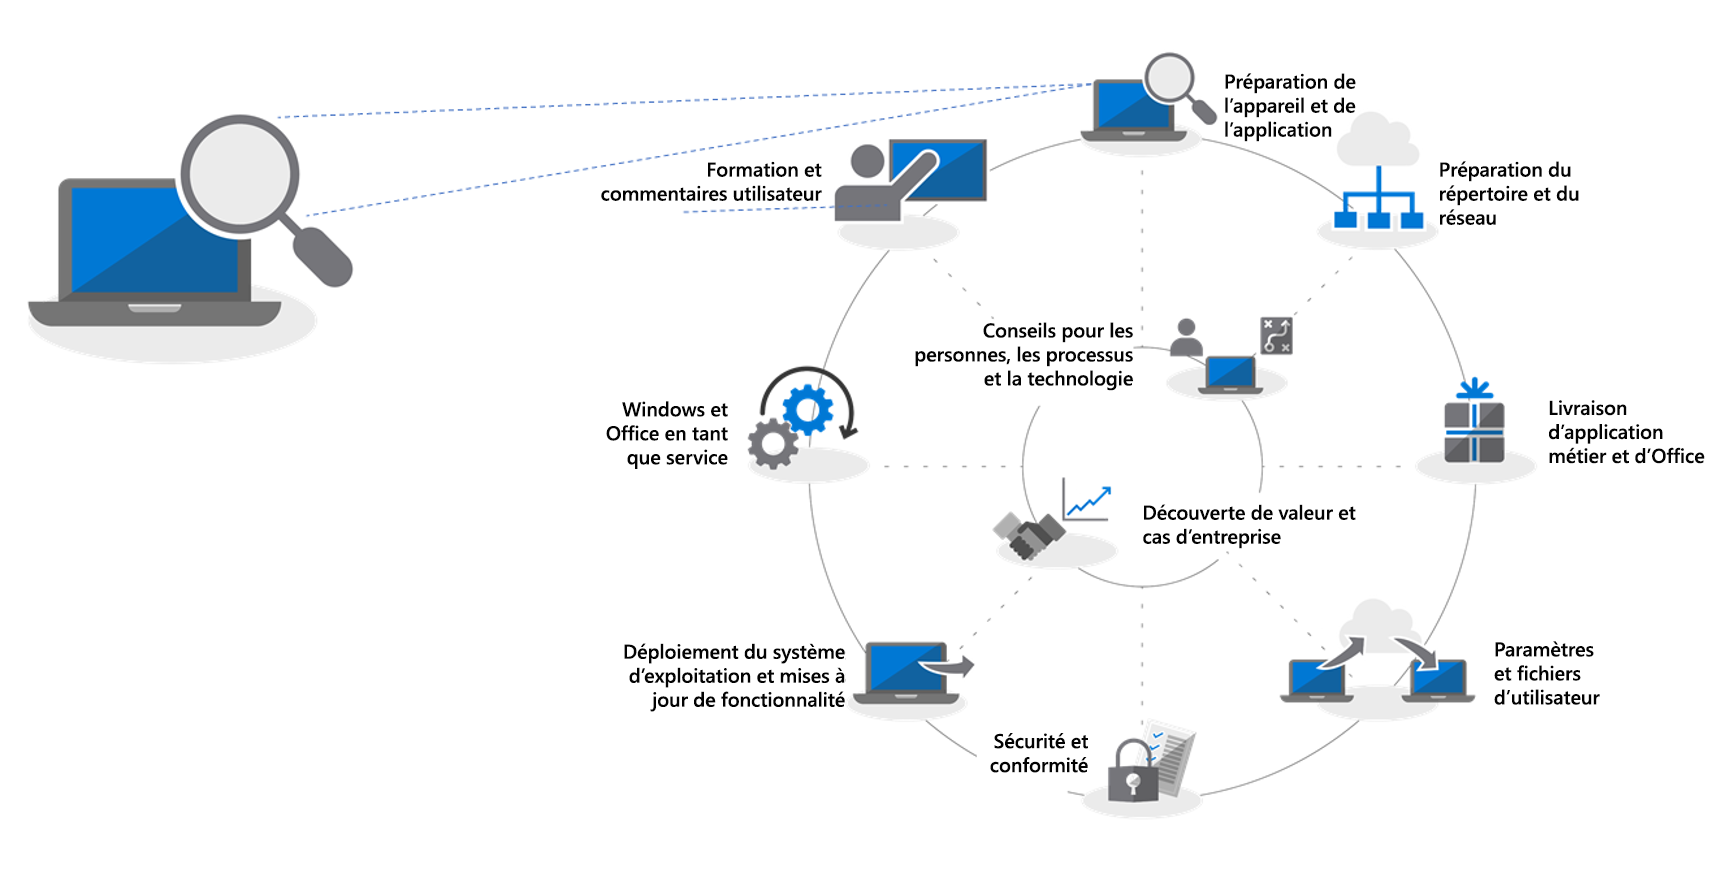 Préparation de
l’appareil et de
l’application
Préparation du
répertoire et du
réseau
Livraison
d’application
métier et d’Office
Paramètres
et fichiers
d’utilisateur
Sécurité et
conformité
Déploiement du système
d’exploitation et mises à
jour de fonctionnalité
Windows et
Office en tant
que service
Formation et
commentaires utilisateur
Conseils pour les
personnes, les processus
et la technologie
Découverte de valeur et
cas d’entreprise